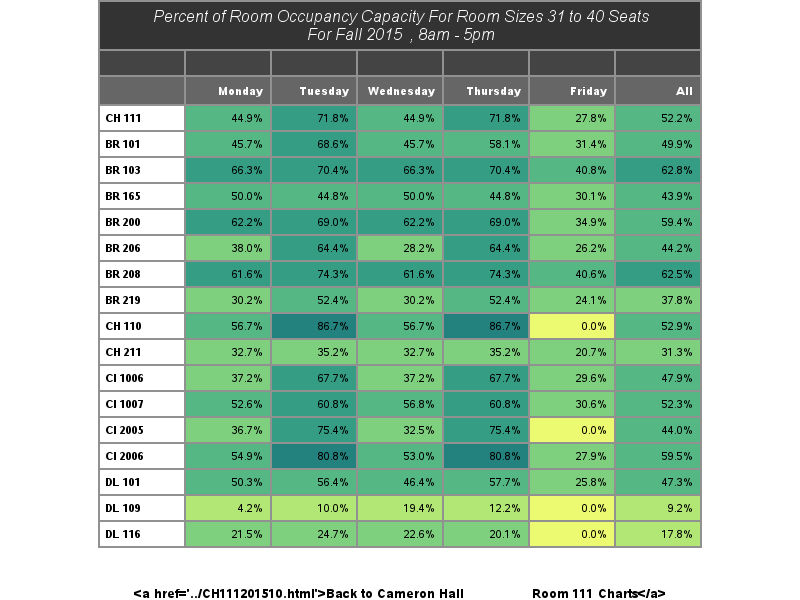 Percent of Room Occupancy Capacity For Room Sizes 31 to 40 Seats
For Fall 2015 , 8am - 5pm
Monday Tuesday Wednesday Thursday Friday All
CH 111 44.9% 71.8% 44.9% 71.8% 27.8% 52.2%
BR 101 45.7% 68.6% 45.7% 58.1% 31.4% 49.9%
BR 103 66.3% 70.4% 66.3% 70.4% 40.8% 62.8%
BR 165 50.0% 44.8% 50.0% 44.8% 30.1% 43.9%
BR 200 62.2% 69.0% 62.2% 69.0% 34.9% 59.4%
BR 206 38.0% 64.4% 28.2% 64.4% 26.2% 44.2%
BR 208 61.6% 74.3% 61.6% 74.3% 40.6% 62.5%
BR 219 30.2% 52.4% 30.2% 52.4% 24.1% 37.8%
CH 110 56.7% 86.7% 56.7% 86.7% 0.0% 52.9%
CH 211 32.7% 35.2% 32.7% 35.2% 20.7% 31.3%
CI 1006 37.2% 67.7% 37.2% 67.7% 29.6% 47.9%
CI 1007 52.6% 60.8% 56.8% 60.8% 30.6% 52.3%
CI 2005 36.7% 75.4% 32.5% 75.4% 0.0% 44.0%
CI 2006 54.9% 80.8% 53.0% 80.8% 27.9% 59.5%
DL 101 50.3% 56.4% 46.4% 57.7% 25.8% 47.3%
DL 109 4.2% 10.0% 19.4% 12.2% 0.0% 9.2%
DL 116 21.5% 24.7% 22.6% 20.1% 0.0% 17.8%
<a href='../CH111201510.html'>Back to Cameron Hall Room 111 Charts</a>